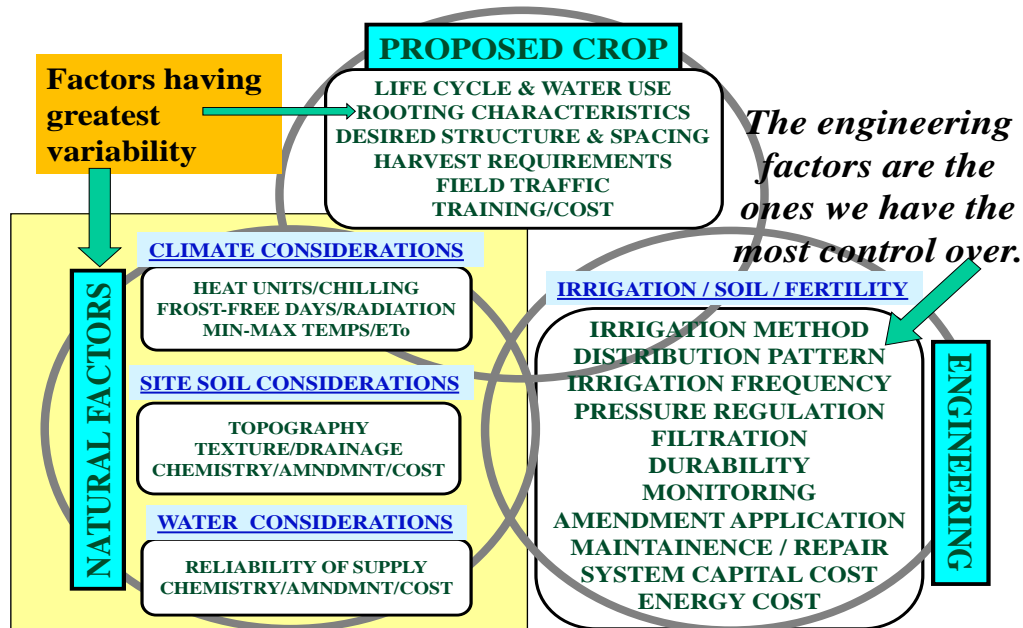 PROPOSED CROP
LIFE CYCLE & WATER USE
ROOTING CHARACTERISTICS
DESIRED STRUCTURE & SPACING
HARVEST REQUIREMENTS
FIELD TRAFFIC
TRAINING/COST
Factors having
greatest
variability
The engineering
factors are the
ones we have the
most control over.
NATURAL FACTORS
CLIMATE CONSIDERATIONS
HEAT UNITS/CHILLING
FROST-FREE DAYS/RADIATION
MIN-MAX TEMPS/ETo
SITE SOIL CONSIDERATIONS
TOPOGRAPHY
TEXTURE/DRAINAGE
CHEMISTRY/AMNDMNT/COST
WATER CONSIDERATIONS
RELIABILITY OF SUPPLY
CHEMISTRY/AMNDMNT/COST
IRRIGATION / SOIL / FERTILITY
IRRIGATION METHOD
DISTRIBUTION PATTERN
IRRIGATION FREQUENCY
PRESSURE REGULATION
FILTRATION
DURABILITY
MONITORING
AMENDMENT APPLICATION
MAINTAINENCE / REPAIR
SYSTEM CAPITAL COST
ENERGY COST
ENGINEERING